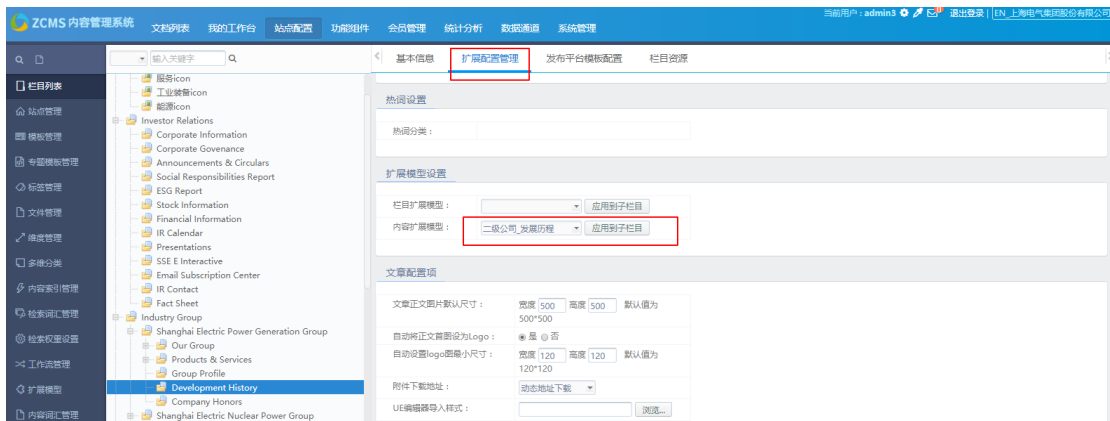 ZCMS 内容管理系统
文档列表 我的工作台 站点配置 功能组件 会员管理 统计分析 数据通道 系统管理
当前用户：admin3 退出登录 EN_上海电气集团股份有限公司
栏目列表
站点管理
模板管理
专题模板管理
标签管理
文件管理
维度管理
多维分类
内容索引管理
检索词汇管理
检索权重设置
工作流管理
扩展模型
内容词汇管理
输入关键字
服务icon
工业装备icon
能源icon
Investor Relations
Corporate Information
Corporate Govenance
Announcements & Circulars
Social Responsibilities Report
ESG Report
Stock Information
Financial Information
IR Calendar
Presentations
SSE E Interactive
Email Subscription Center
IR Contact
Fact Sheet
Industry Group
Shanghai Electric Power Generation Group
Our Group
Products & Services
Group Profile
Development History
Company Honors
Shanghai Electric Nuclear Power Group
基本信息 扩展配置管理 发布平台模板配置 栏目资源
热词设置
热词分类：
扩展模型设置
栏目扩展模型： 应用到子栏目
内容扩展模型： 二级公司_发展历程 应用到子栏目
文章配置项
文章正文图片默认尺寸： 宽度 500 高度 500 默认值为
500*500
自动将正文首图设为Logo： 是 否
自动设置logo图最小尺寸： 宽度 120 高度 120 默认值为
120*120
附件下载地址： 动态地址下载
UE编辑器导入样式： 浏览...